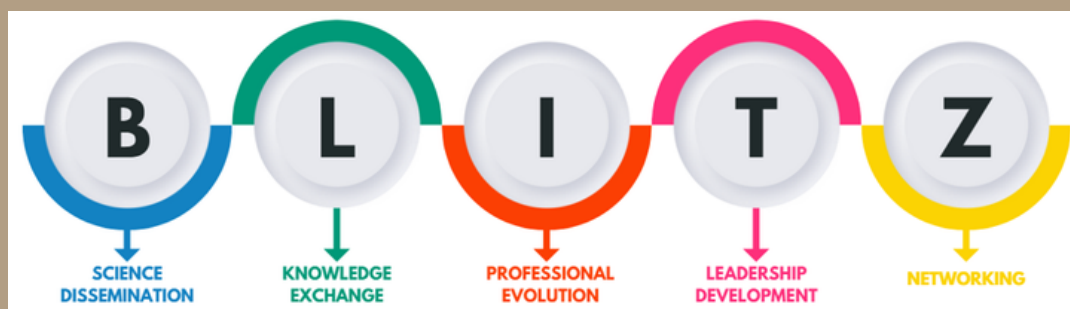 B L I T Z
SCIENCE
DISSEMINATION
KNOWLEDGE
EXCHANGE
PROFESSIONAL
EVOLUTION
LEADERSHIP
DEVELOPMENT
NETWORKING